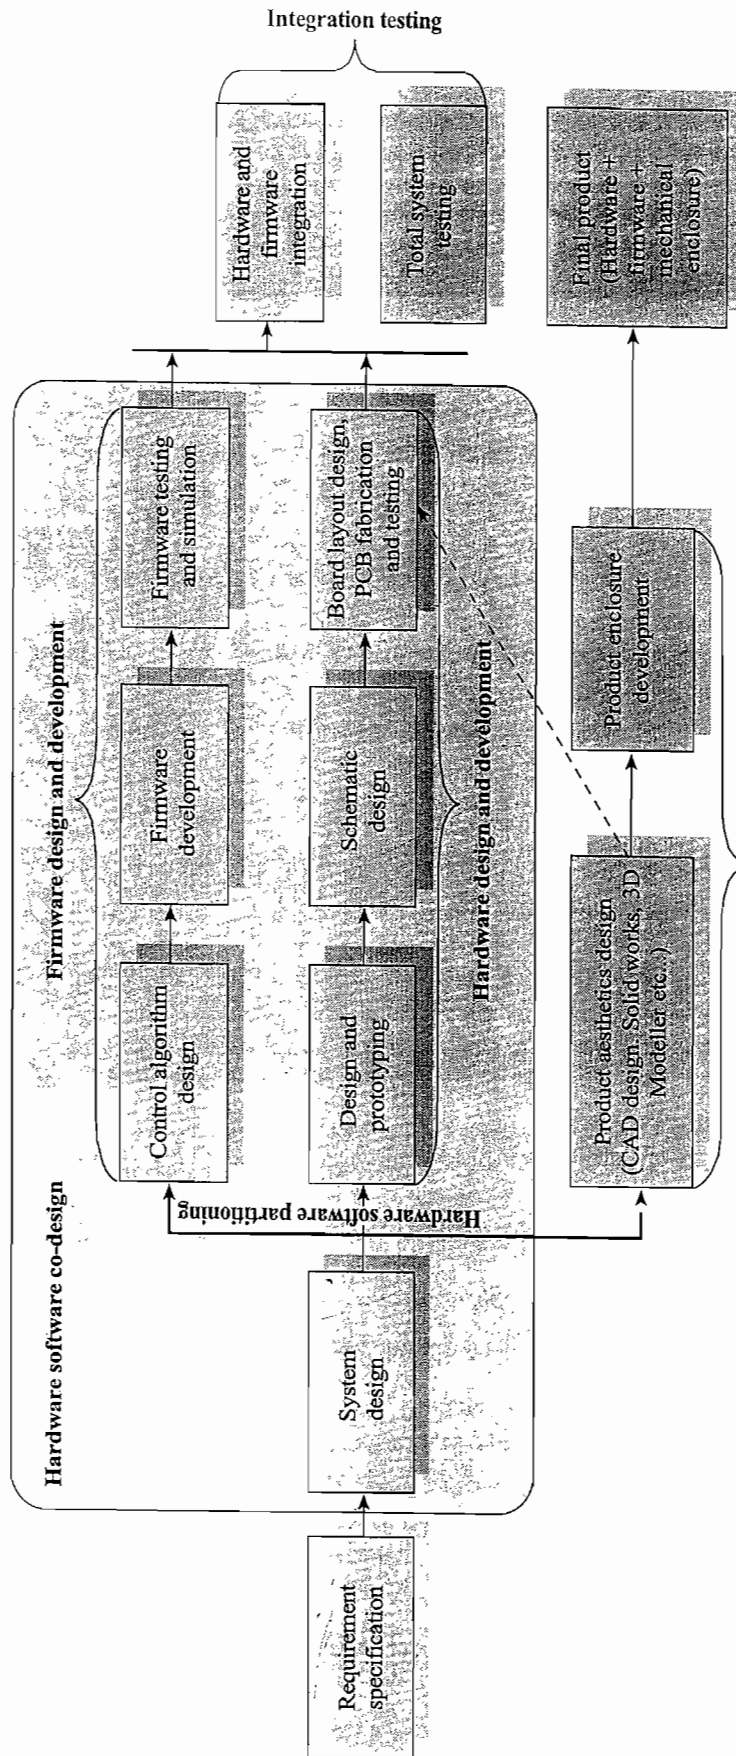 Integration testing
Hardware and
firmware
integration
Total system
testing
Final product
(Hardware +
firmware +
mechanical
enclosure)
Hardware software co-design
Firmware design and development
Control algorithm
design
Firmware
development
Firmware testing
and simulation
Requirement
specification
System
design
Hardware software partitioning
Design and
prototyping
Schematic
design
Board layout design,
PCB fabrication
and testing
Hardware design and development
Product aesthetics design
(CAD design, Solid works, 3D
Modeller etc..)
Product enclosure
development